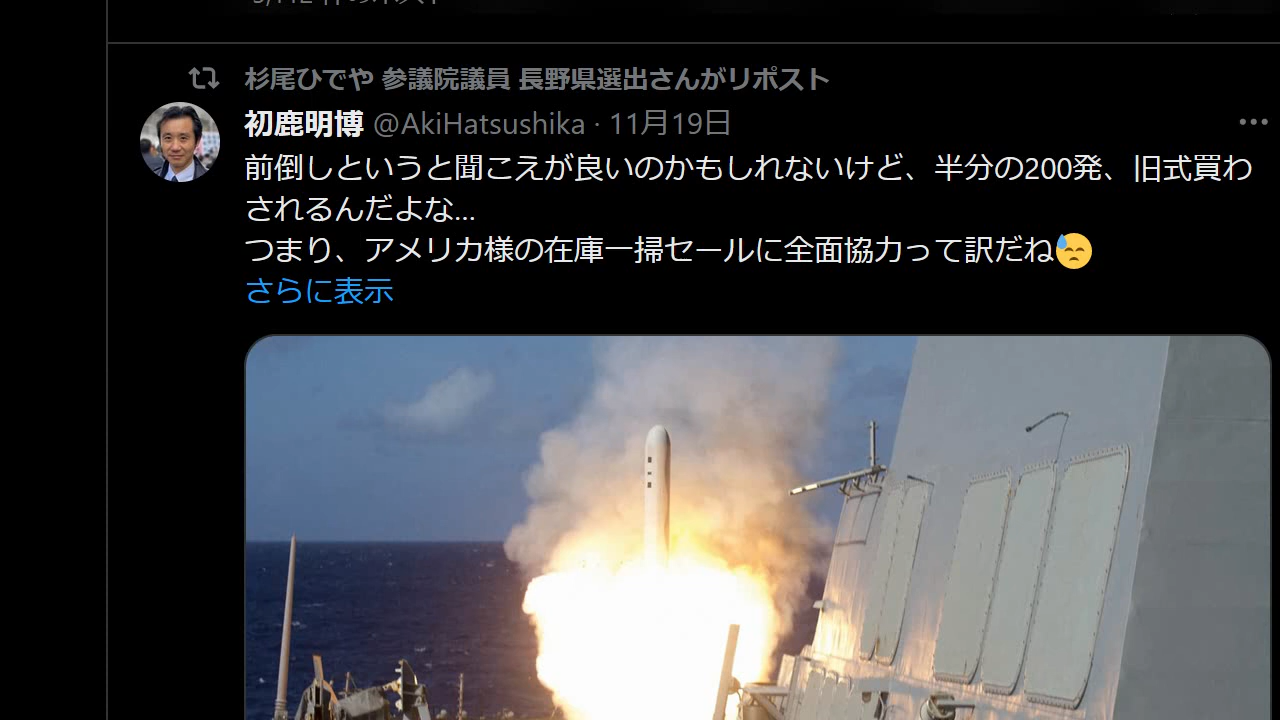 杉尾ひでや 参議院議員 長野県選出さんがリポスト
初鹿明博 @AkiHatsushika · 11月19日
前倒しというと聞こえが良いのかもしれないけど、半分の200発、旧式買わ
されるんだよな...
つまり、アメリカ様の在庫一掃セールに全面協力って訳だね😓
さらに表示